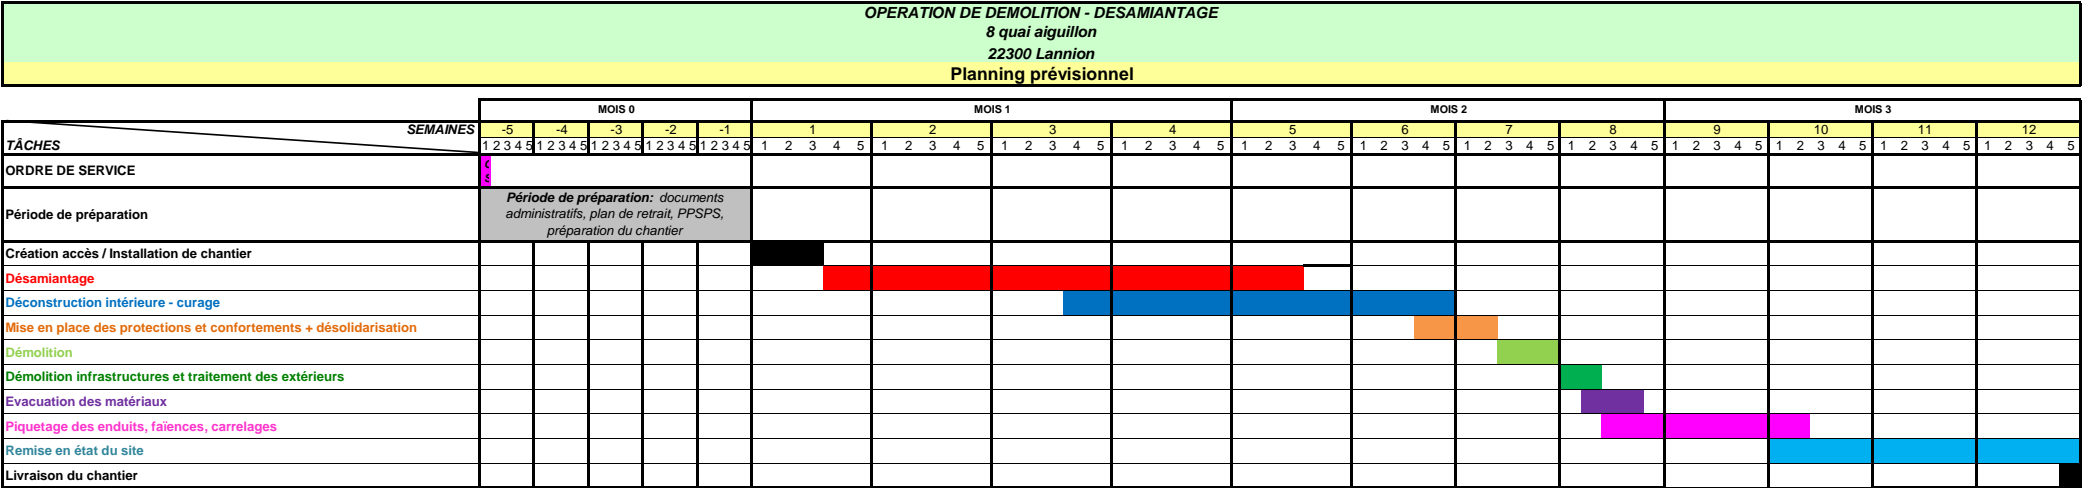 OPERATION DE DEMOLITION - DESAMIANTAGE
8 quai aiguillon
22300 Lannion
Planning prévisionnel
MOIS 0 MOIS 1 MOIS 2 MOIS 3
SEMAINES -5 -4 -3 -2 -1 1 2 3 4 5 6 7 8 9 10 11 12
TÂCHES 1 2 3 4 5 1 2 3 4 5 1 2 3 4 5 1 2 3 4 5 1 2 3 4 5 1 2 3 4 5 1 2 3 4 5 1 2 3 4 5 1 2 3 4 5 1 2 3 4 5 1 2 3 4 5 1 2 3 4 5 1 2 3 4 5 1 2 3 4 5 1 2 3 4 5 1 2 3 4 5 1 2 3 4 5
ORDRE DE SERVICE
Période de préparation
Période de préparation: documents
administratifs, plan de retrait, PPSPS,
préparation du chantier
Création accès / Installation de chantier
Désamiantage
Déconstruction intérieure - curage
Mise en place des protections et confortements + désolidarisation
Démolition
Démolition infrastructures et traitement des extérieurs
Evacuation des matériaux
Piquetage des enduits, faïences, carrelages
Remise en état du site
Livraison du chantier